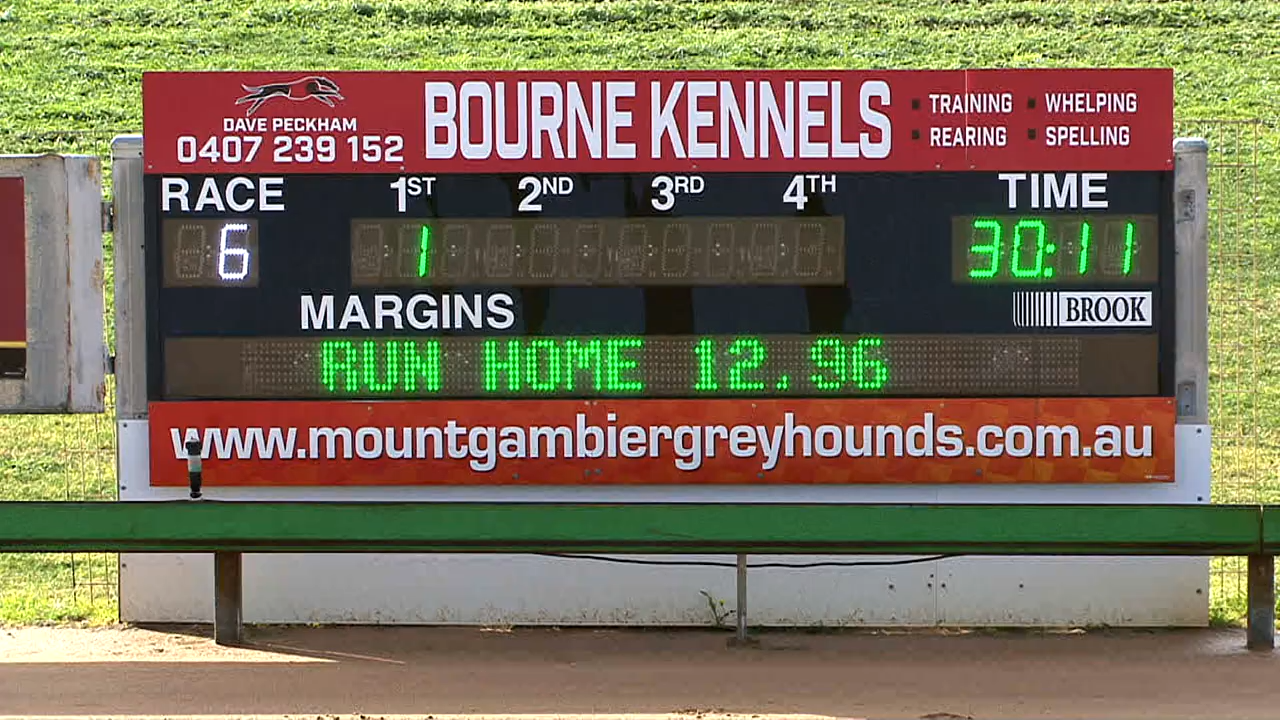 DAVE PECKHAM
0407 239 152
BOURNE KENNELS
TRAINING
WHELPING
REARING
SPELLING
RACE 1ST 2ND 3RD 4TH TIME
6 1 30:11
MARGINS
BROOK
RUN HOME 12.96
www.mountgambiergreyhounds.com.au